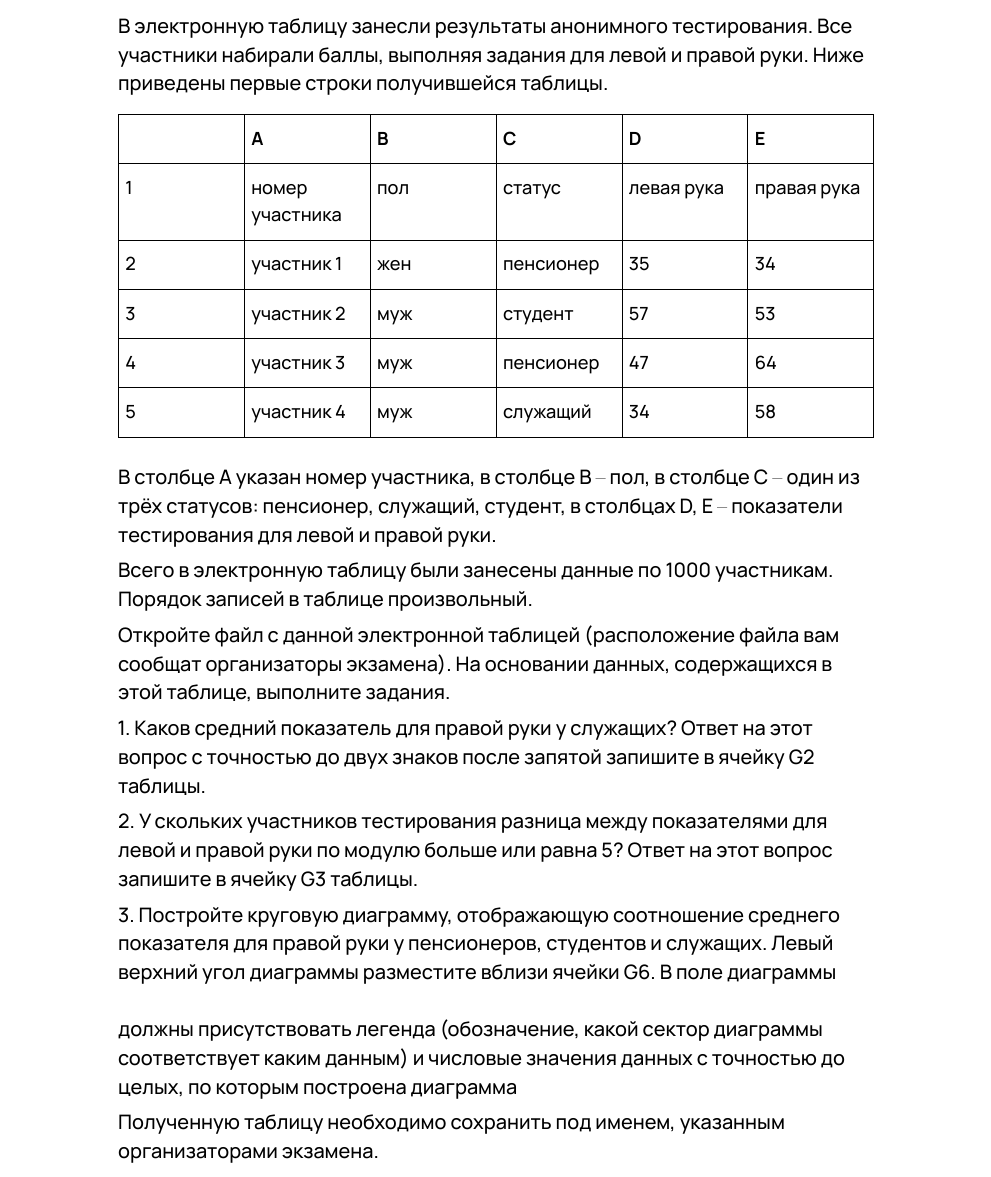 В электронную таблицу занесли результаты анонимного тестирования. Все
участники набирали баллы, выполняя задания для левой и правой руки. Ниже
приведены первые строки получившейся таблицы.
A B C D E
1 номер участника пол статус левая рука правая рука
2 участник 1 жен пенсионер 35 34
3 участник 2 муж студент 57 53
4 участник 3 муж пенсионер 47 64
5 участник 4 муж служащий 34 58
В столбце A указан номер участника, в столбце B – пол, в столбце C – один из
трёх статусов: пенсионер, служащий, студент, в столбцах D, E – показатели
тестирования для левой и правой руки.
Всего в электронную таблицу были занесены данные по 1000 участникам.
Порядок записей в таблице произвольный.
Откройте файл с данной электронной таблицей (расположение файла вам
сообщат организаторы экзамена). На основании данных, содержащихся в
этой таблице, выполните задания.
1. Каков средний показатель для правой руки у служащих? Ответ на этот
вопрос с точностью до двух знаков после запятой запишите в ячейку G2
таблицы.
2. У скольких участников тестирования разница между показателями для
левой и правой руки по модулю больше или равна 5? Ответ на этот вопрос
запишите в ячейку G3 таблицы.
3. Постройте круговую диаграмму, отображающую соотношение среднего
показателя для правой руки у пенсионеров, студентов и служащих. Левый
верхний угол диаграммы разместите вблизи ячейки G6. В поле диаграммы
должны присутствовать легенда (обозначение, какой сектор диаграммы
соответствует каким данным) и числовые значения данных с точностью до
целых, по которым построена диаграмма
Полученную таблицу необходимо сохранить под именем, указанным
организаторами экзамена.